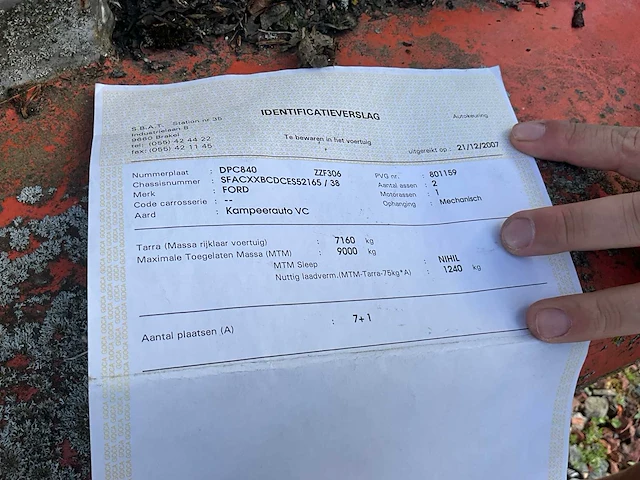 IDENTIFICATIEVERSLAG
Autokeuring
S.B.A.T. Station nr 35
Industrielaan 8
9660 Brakel
tel: (055) 42 44 22
fax: (055) 42 11 45
Te bewaren in het voertuig
uitgereikt op : 21/12/2007
Nummerplaat : DPC840 ZZF306
Chassisnummer : SFACXXBCDCES52165 / 38
Merk : FORD
Code carrosserie : --
Aard : Kampeerauto VC
PVG nr. : 801159
Aantal assen : 2
Motorassen : 1
Ophanging : Mechanisch
Tarra (Massa rijklaar voertuig) : 7160 kg
Maximale Toegelaten Massa (MTM) : 9000 kg
MTM Sleep : NIHIL
Nuttig laadverm.(MTM-Tarra-75kg*A) : 1240 kg
Aantal plaatsen (A) : 7+1